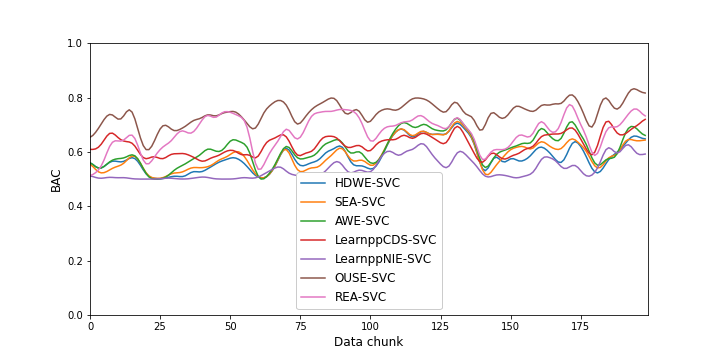 1.0
0.8
0.6
0.4
0.2
0.0
BAC
0
25
50
75
100
125
150
175
Data chunk
HDWE-SVC
SEA-SVC
AWE-SVC
LearnppCDS-SVC
LearnppNIE-SVC
OUSE-SVC
REA-SVC